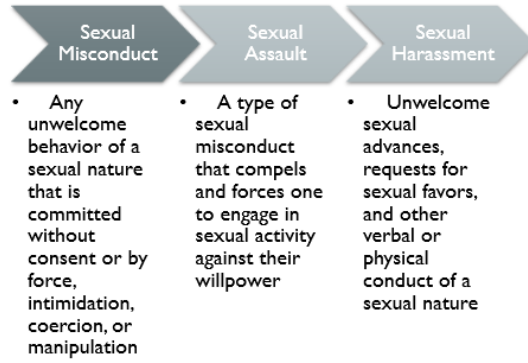 Sexual
Misconduct
Sexual
Assault
Sexual
Harassment
• Any
unwelcome
behavior of a
sexual nature
that is
committed
without
consent or by
force,
intimidation,
coercion, or
manipulation
• A type of
sexual
misconduct
that compels
and forces one
to engage in
sexual activity
against their
willpower
• Unwelcome
sexual
advances,
requests for
sexual favors,
and other
verbal or
physical
conduct of a
sexual nature